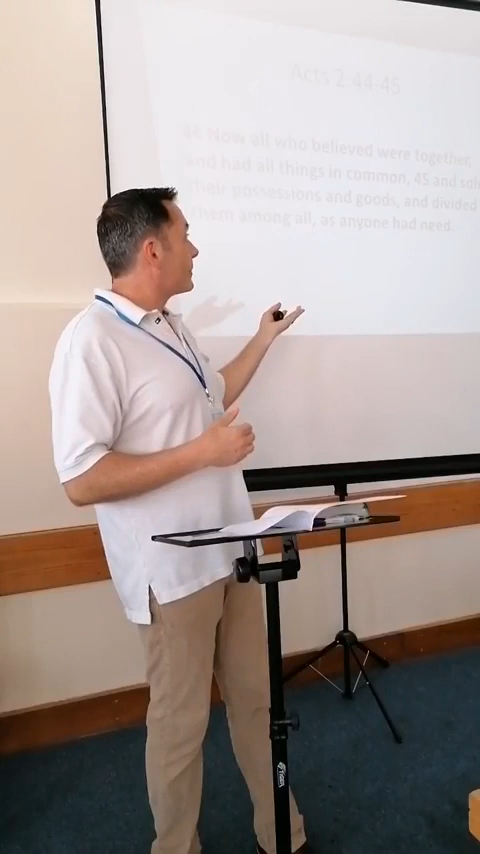 Acts 2:44-45
44 Now all who believed were together,
and had all things in common, 45 and sol
their possessions and goods, and divided
them among all, as anyone had need.